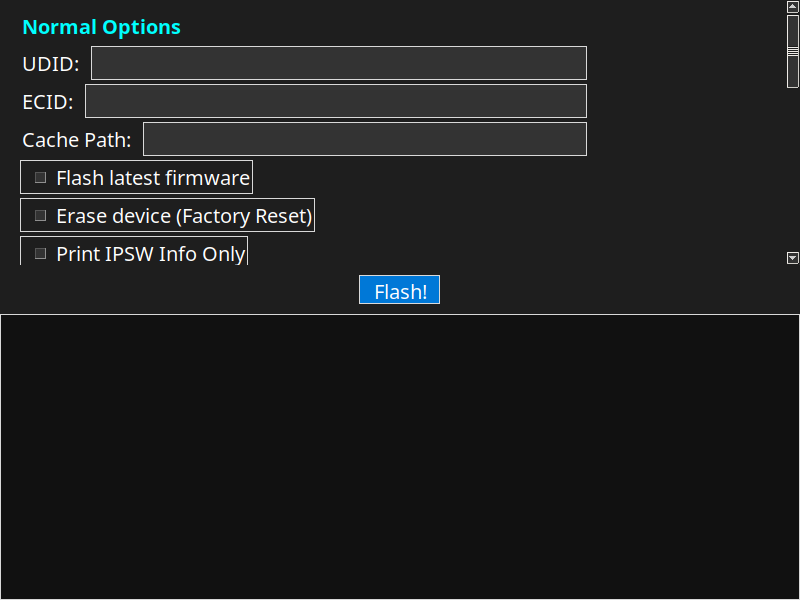 Normal Options
UDID:
ECID:
Cache Path:
Flash latest firmware
Erase device (Factory Reset)
Print IPSW Info Only
Flash!